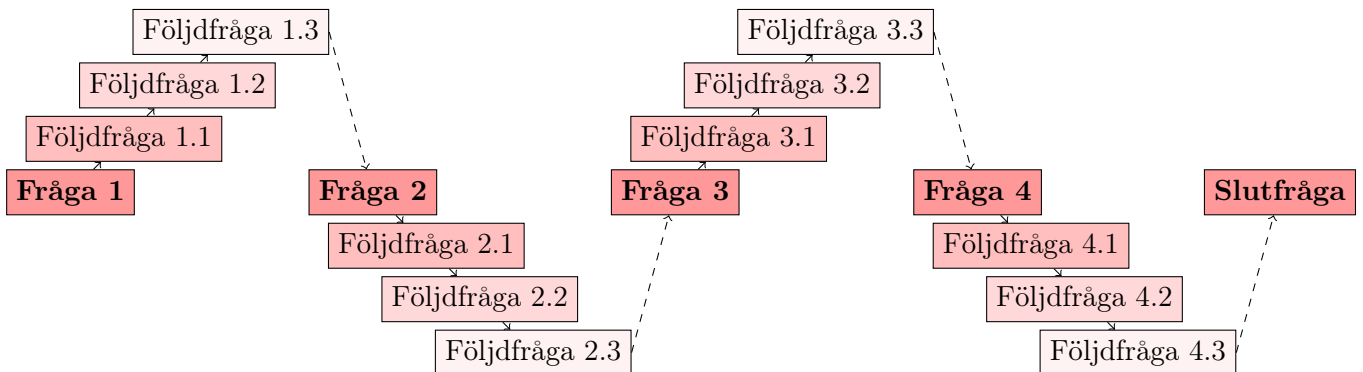 Fråga 1
Följdfråga 1.1
Följdfråga 1.2
Följdfråga 1.3
Fråga 2
Följdfråga 2.1
Följdfråga 2.2
Följdfråga 2.3
Fråga 3
Följdfråga 3.1
Följdfråga 3.2
Följdfråga 3.3
Fråga 4
Följdfråga 4.1
Följdfråga 4.2
Följdfråga 4.3
Slutfråga